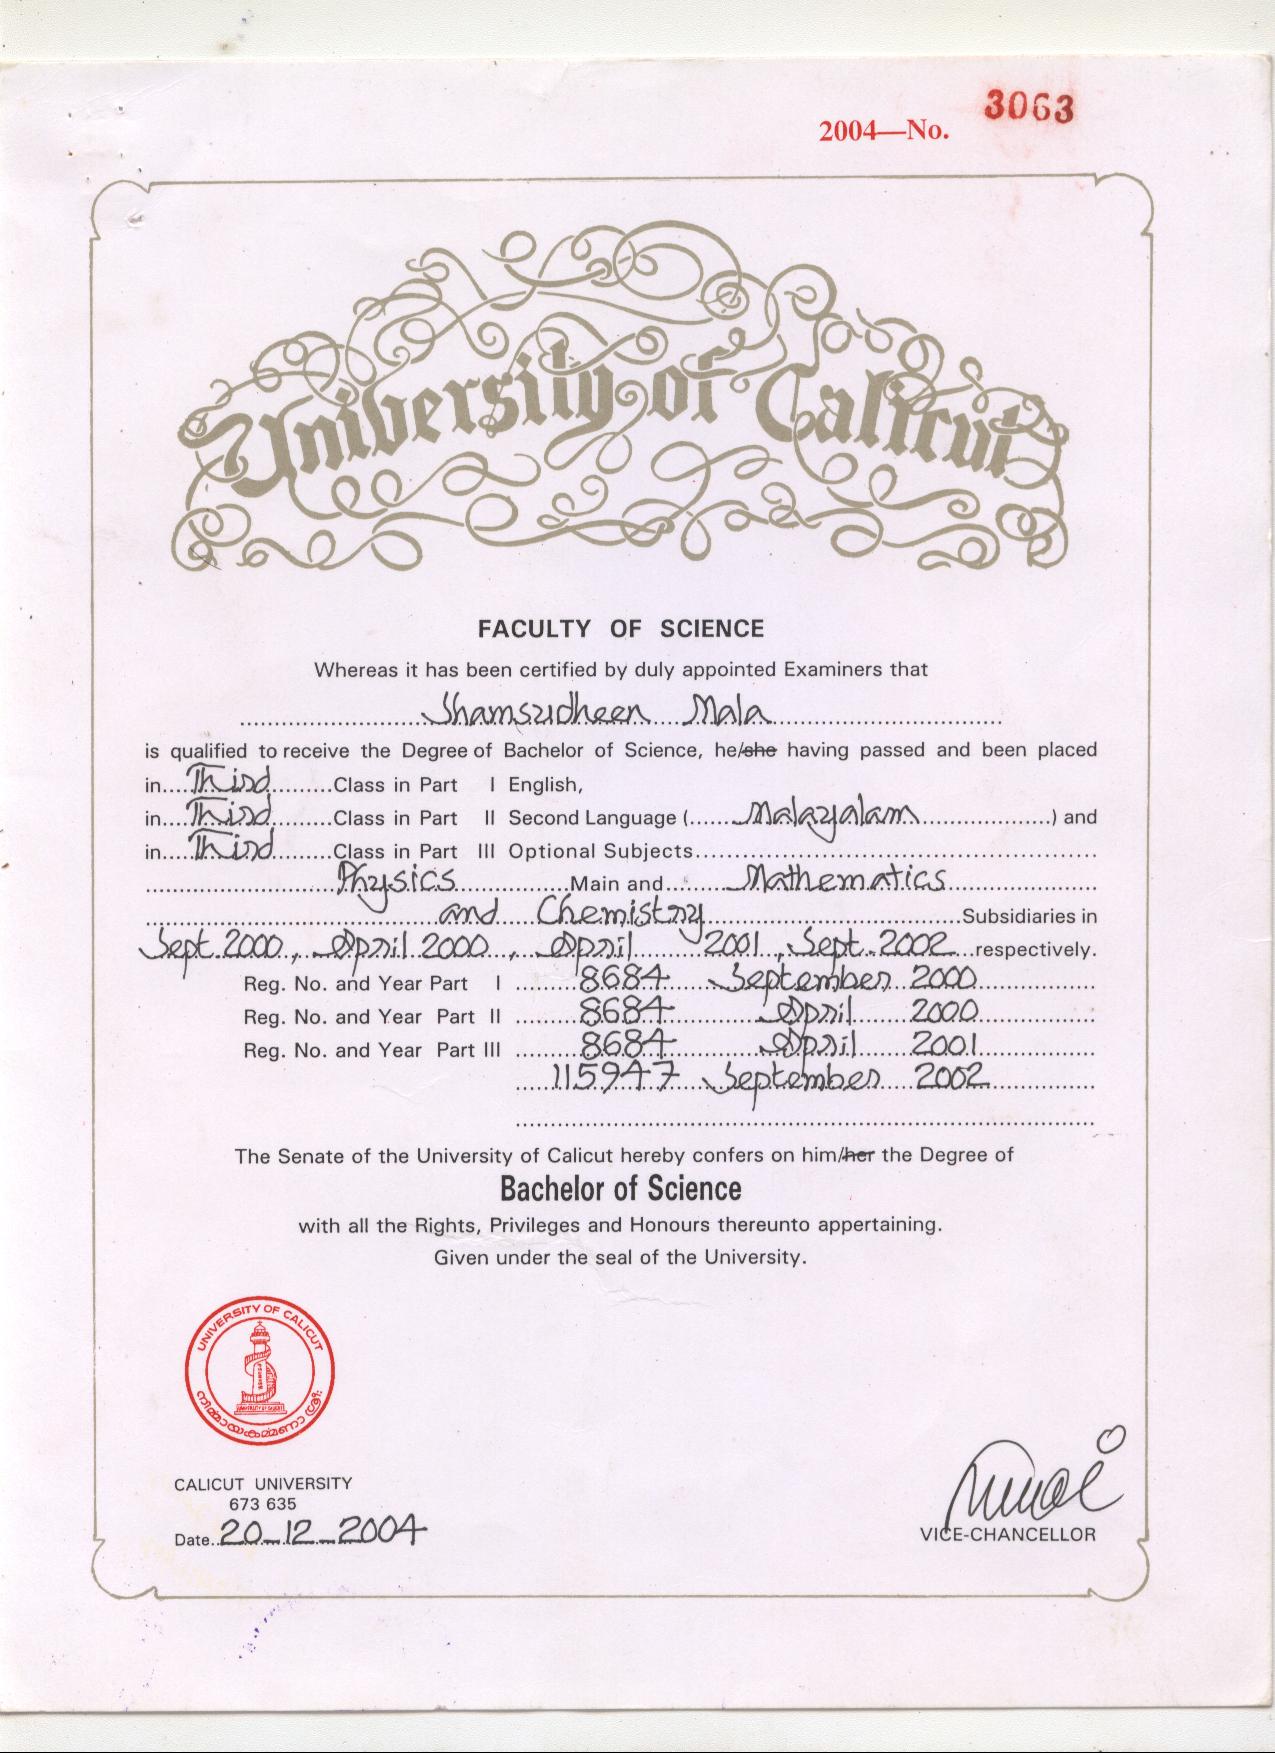 3063
2004—No.
University of Calicut
FACULTY OF SCIENCE
Whereas it has been certified by duly appointed Examiners that
Shamsudheen Mala
is qualified to receive the Degree of Bachelor of Science, he/she having passed and been placed
in....Third..........Class in Part I English,
in....Third..........Class in Part II Second Language (......Malayalam....................) and
in....Third..........Class in Part III Optional Subjects
Physics..............Main and.........Mathematics
and Chemistry..............Subsidiaries in
Sept. 2000, April 2000, April 2001, Sept. 2002 respectively.
Reg. No. and Year Part I 8684 September 2000
Reg. No. and Year Part II 8684 April 2000
Reg. No. and Year Part III 8684 April 2001
115947 September 2002
The Senate of the University of Calicut hereby confers on him/her the Degree of
Bachelor of Science
with all the Rights, Privileges and Honours thereunto appertaining.
Given under the seal of the University.
UNIVERSITY OF CALICUT
നിർമ്മായകർമ്മണാ ശ്രീഃ
CALICUT UNIVERSITY
673 635
Date..20-12-2004
VICE-CHANCELLOR